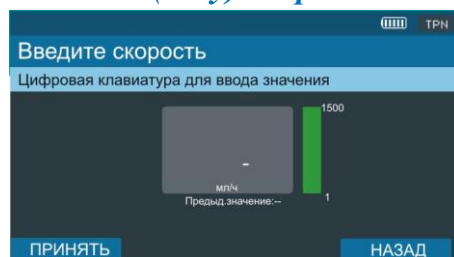 TPN
Введите скорость
Цифровая клавиатура для ввода значения
1500
-
мл/ч
Предыд.значение:--
1
ПРИНЯТЬ
НАЗАД